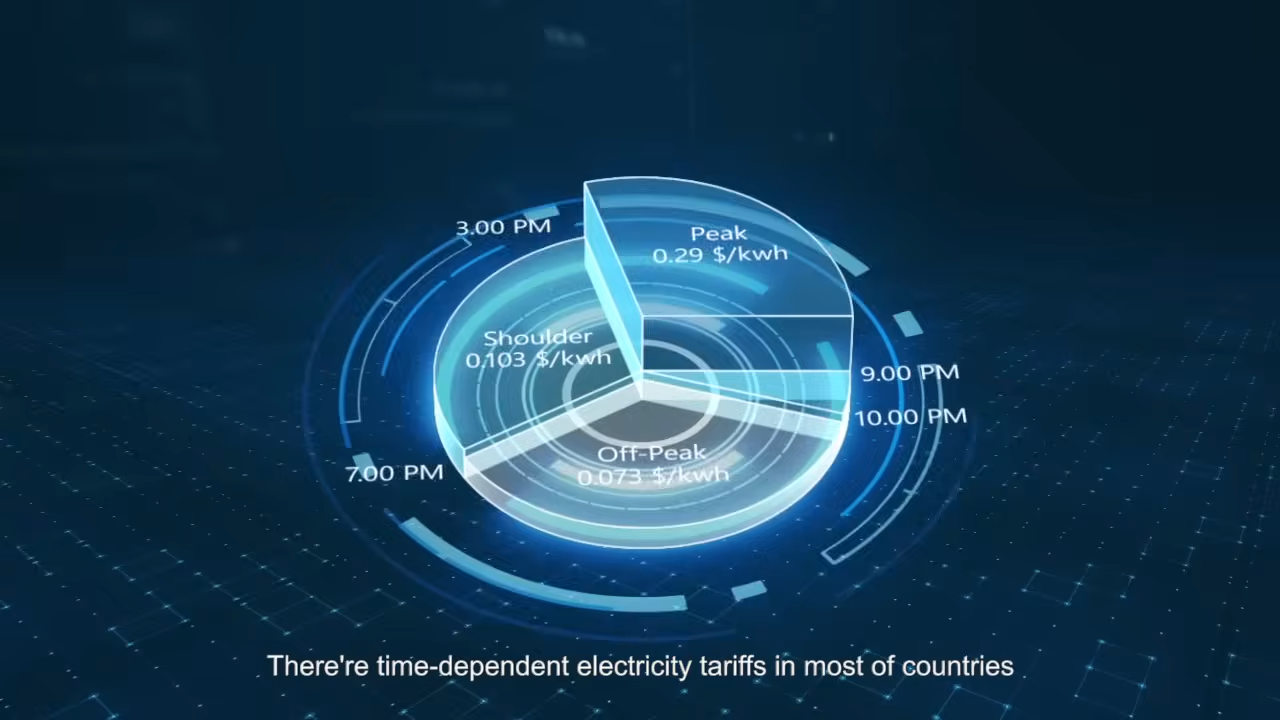 3.00 PM
Peak
0.29 $/kwh
Shoulder
0.103 $/kwh
9.00 PM
10.00 PM
Off-Peak
0.073 $/kwh
7.00 PM
There're time-dependent electricity tariffs in most of countries